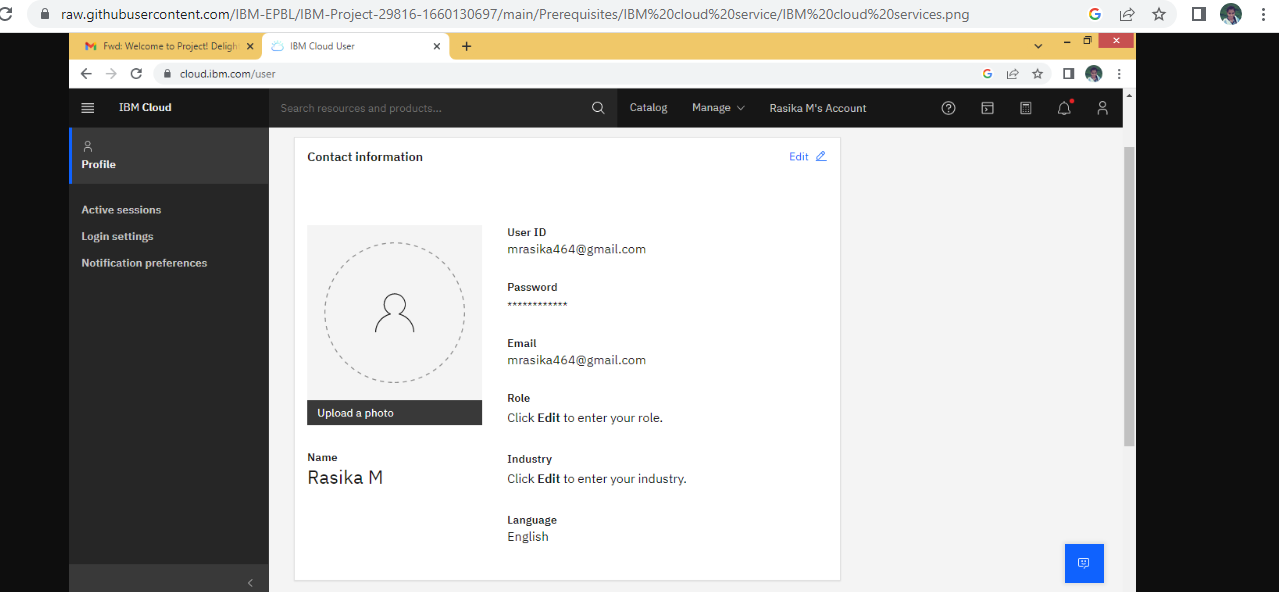 raw.githubusercontent.com/IBM-EPBL/IBM-Project-29816-1660130697/main/Prerequisites/IBM%20cloud%20service/IBM%20cloud%20services.png
Fwd: Welcome to Project! Deligh
IBM Cloud User
cloud.ibm.com/user
IBM Cloud
Search resources and products...
Catalog
Manage
Rasika M's Account
Profile
Active sessions
Login settings
Notification preferences
Contact information
Edit
Upload a photo
Name
Rasika M
User ID
mrasika464@gmail.com
Password
************
Email
mrasika464@gmail.com
Role
Click Edit to enter your role.
Industry
Click Edit to enter your industry.
Language
English